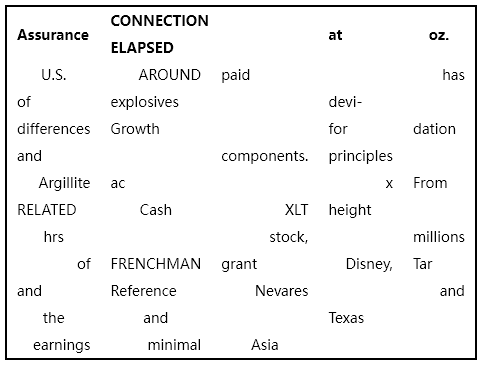 Assurance CONNECTION ELAPSED at oz.
U.S. AROUND paid has
of explosives devi-
differences Growth for dation
and components. principles
Argillite ac x From
RELATED Cash XLT height
hrs stock, millions
of FRENCHMAN grant Disney, Tar
and Reference Nevares and
the and Texas
earnings minimal Asia